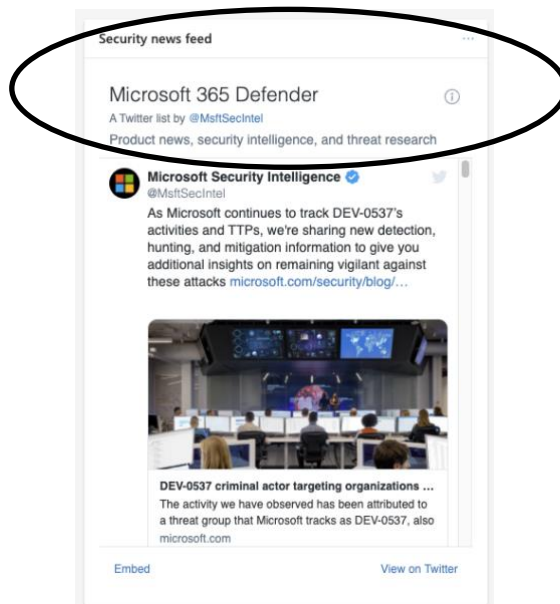 Security news feed
...
Microsoft 365 Defender
A Twitter list by @MsftSecIntel
Product news, security intelligence, and threat research
Microsoft Security Intelligence
@MsftSecIntel
As Microsoft continues to track DEV-0537's
activities and TTPs, we're sharing new detection,
hunting, and mitigation information to give you
additional insights on remaining vigilant against
these attacks microsoft.com/security/blog/…
DEV-0537 criminal actor targeting organizations ...
The activity we have observed has been attributed to
a threat group that Microsoft tracks as DEV-0537, also
microsoft.com
Embed
View on Twitter